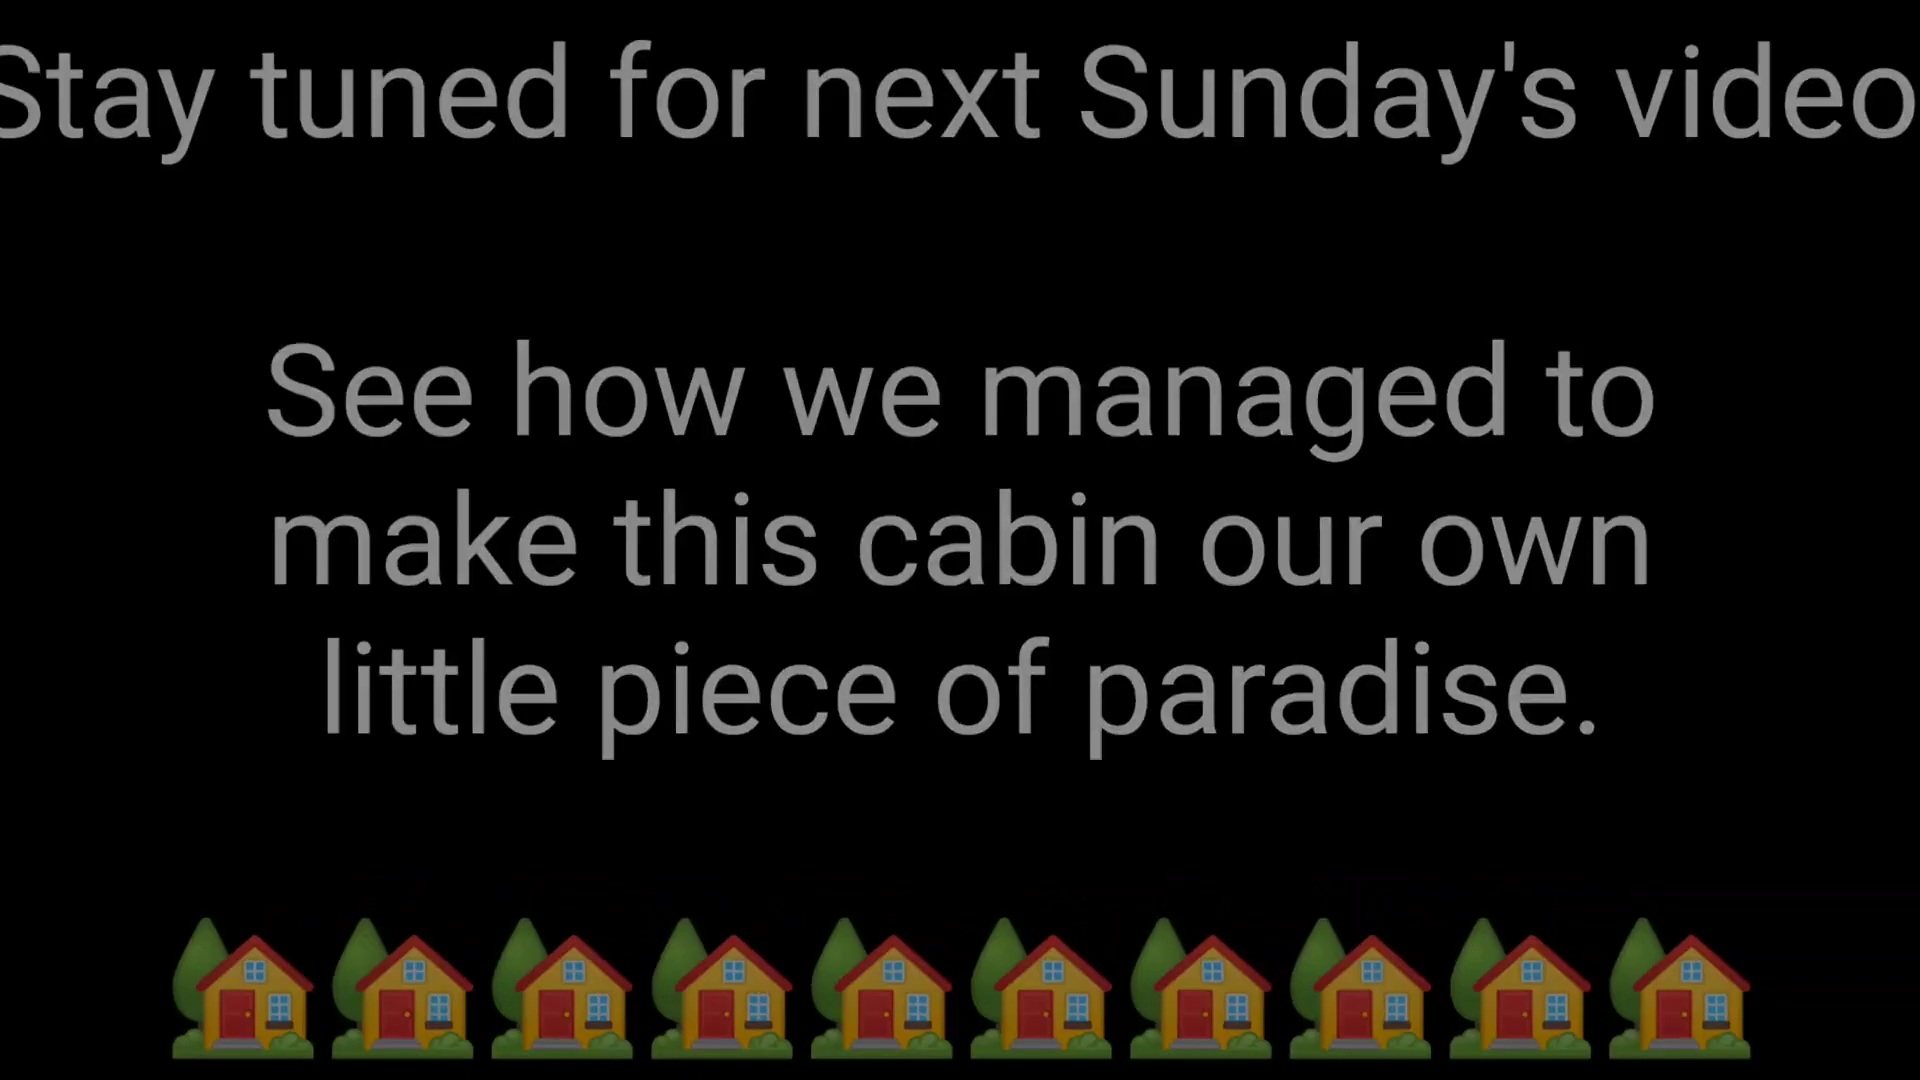 Stay tuned for next Sunday's video
See how we managed to
make this cabin our own
little piece of paradise.